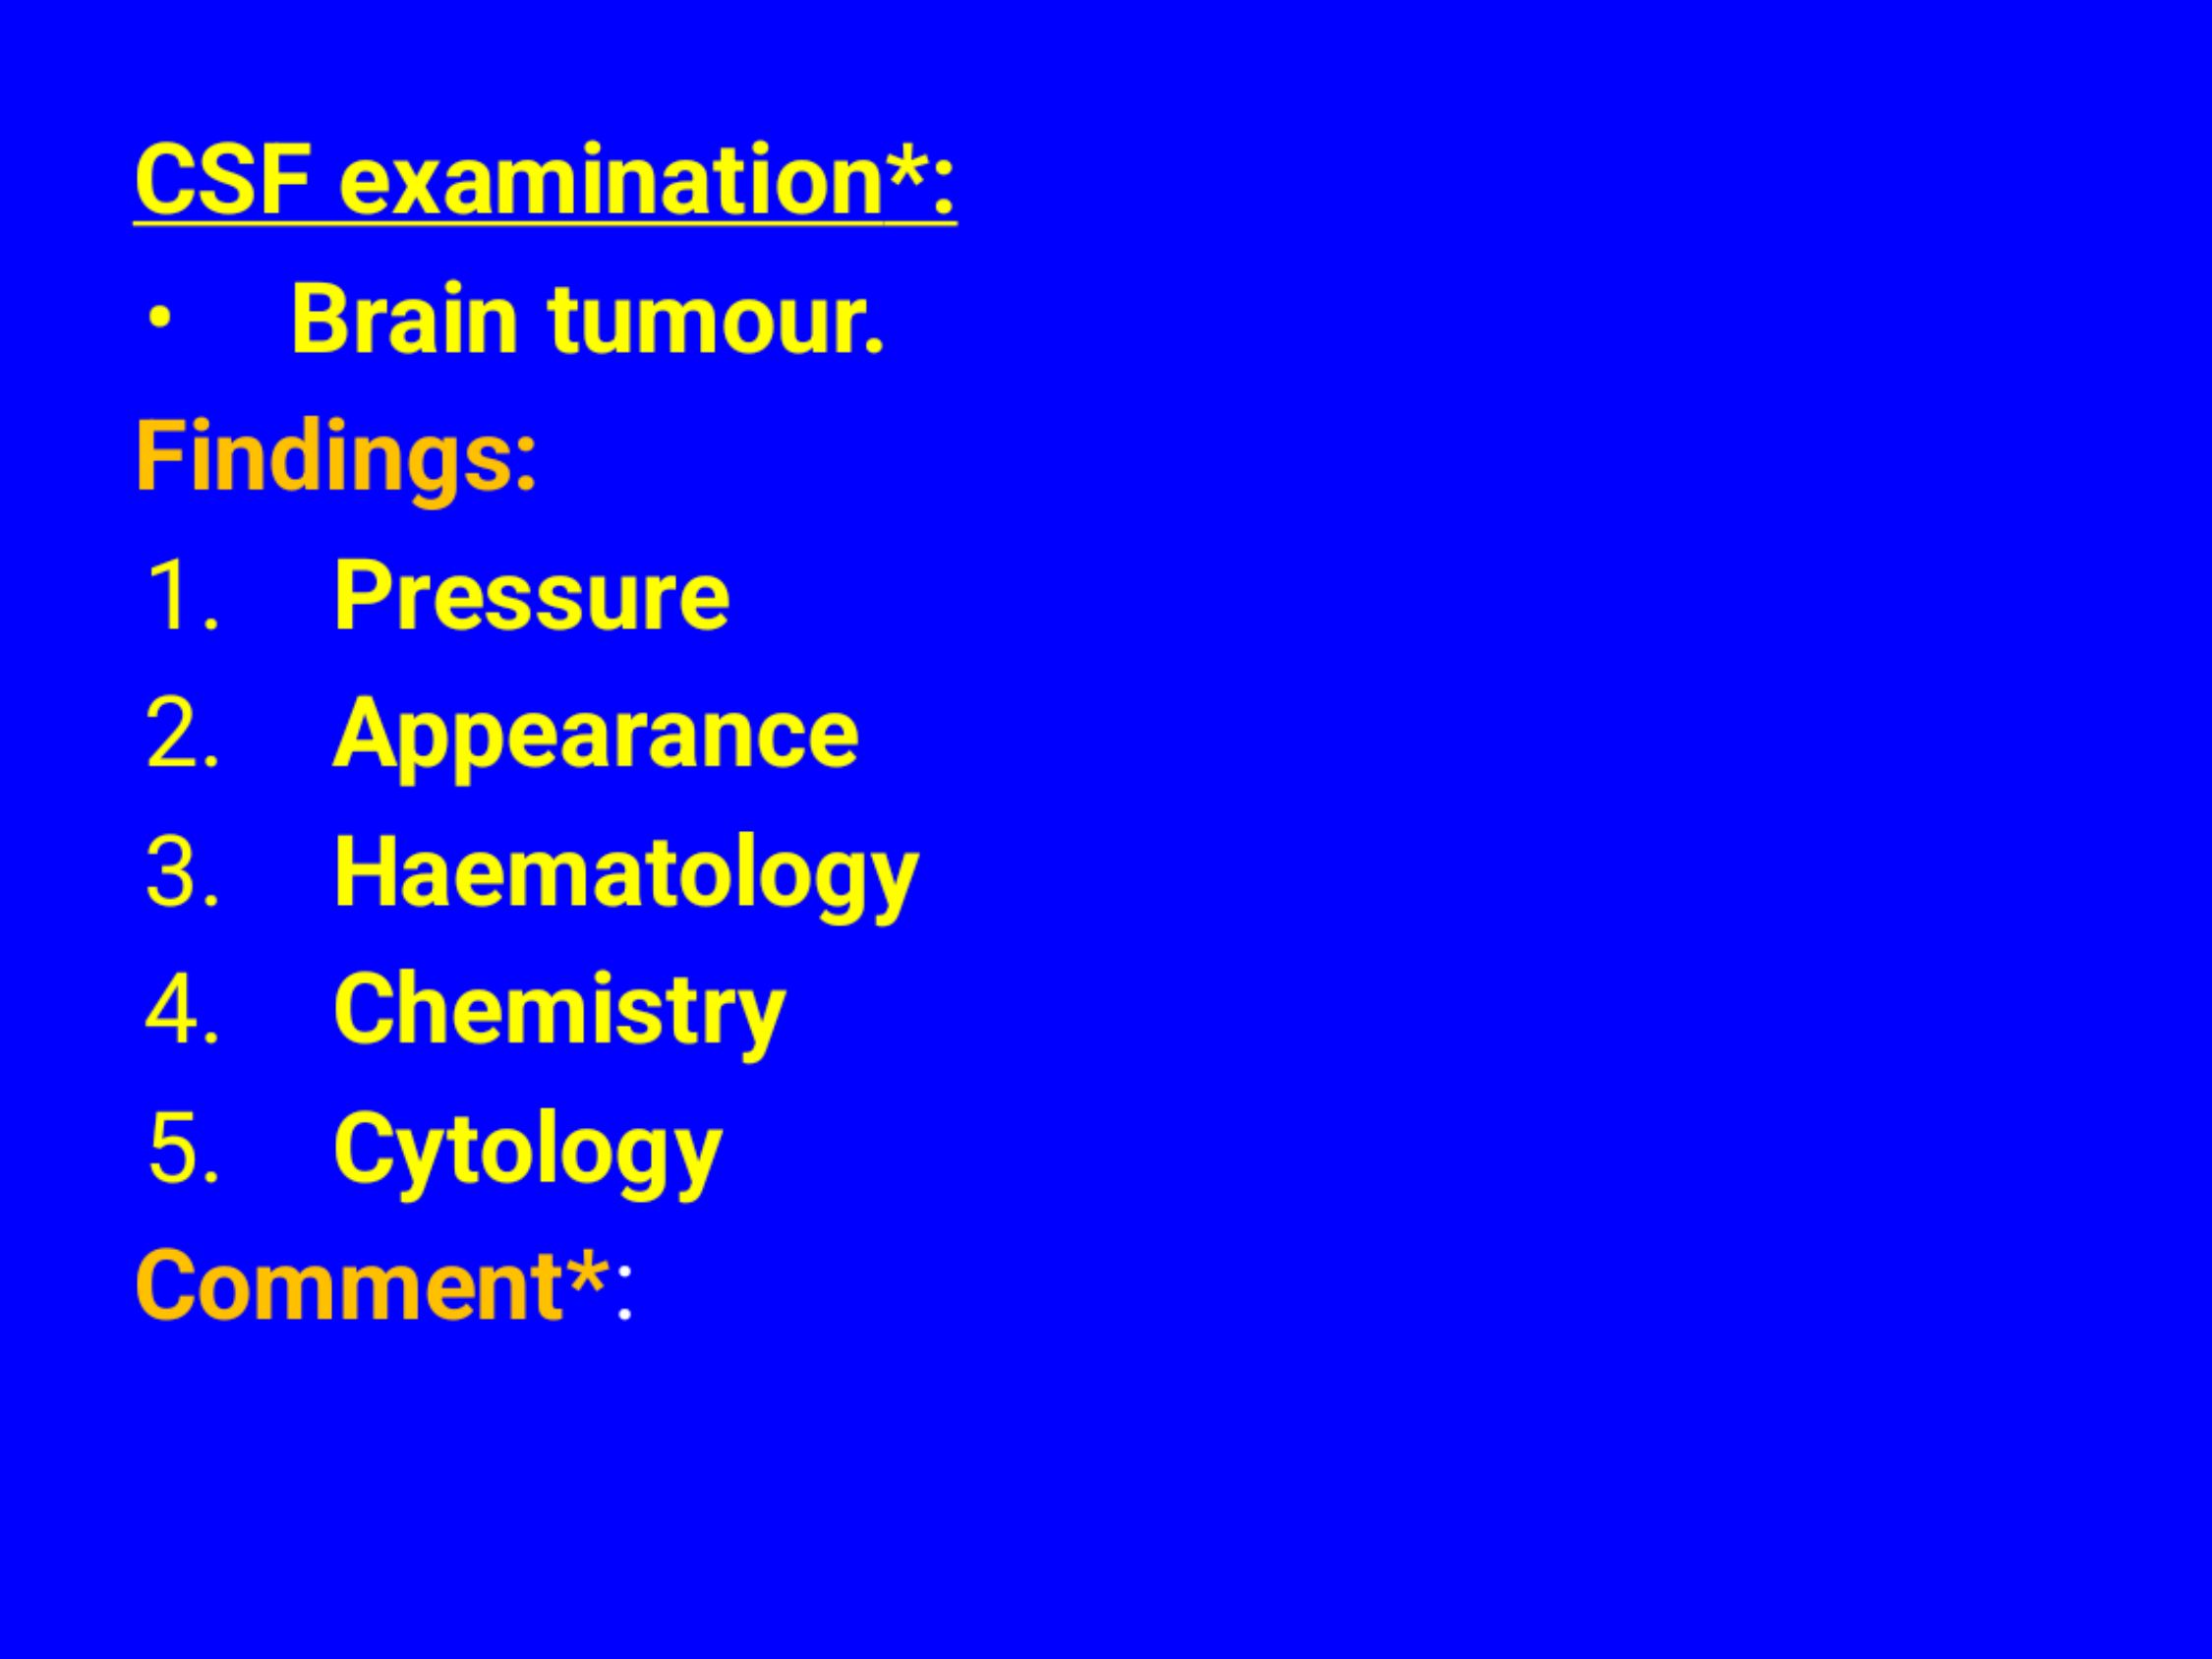 CSF examination*:
• Brain tumour.
Findings:
1. Pressure
2. Appearance
3. Haematology
4. Chemistry
5. Cytology
Comment*: